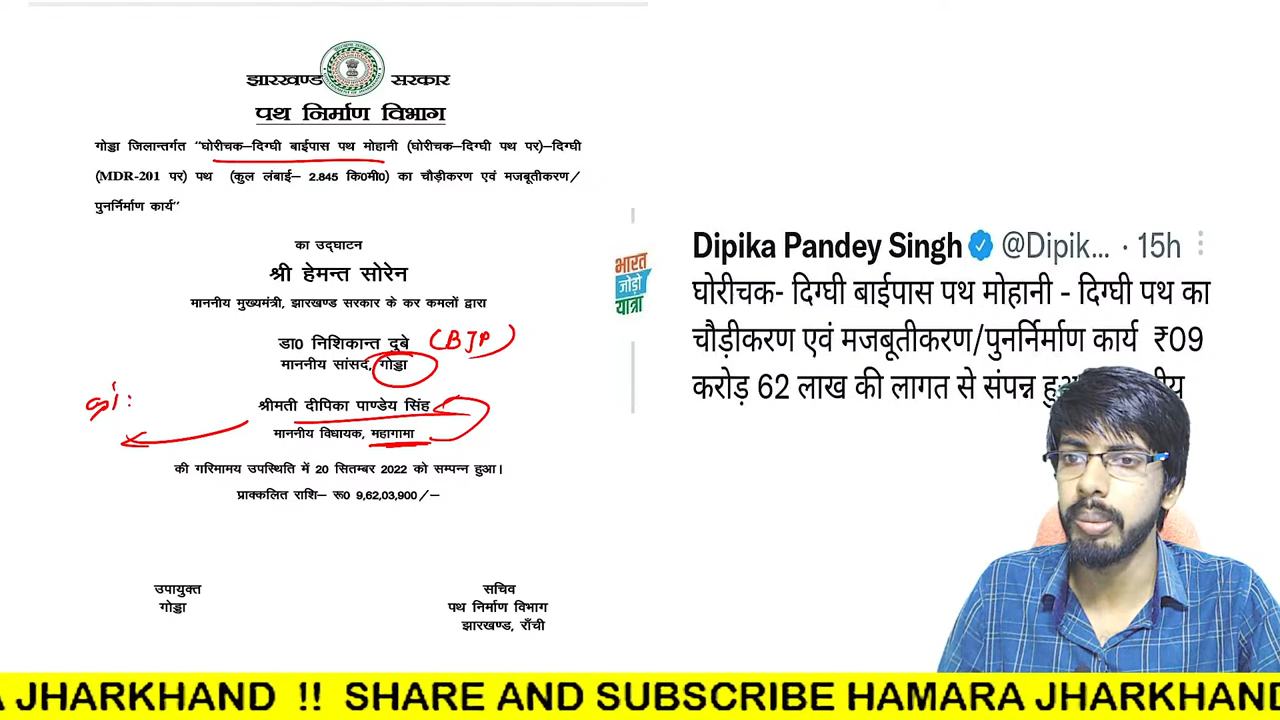 झारखण्ड सरकार
पथ निर्माण विभाग
गोड्डा जिलान्तर्गत "घोरीचक–दिग्घी बाईपास पथ मोहानी (घोरीचक–दिग्घी पथ पर)–दिग्घी
(MDR-201 पर) पथ (कुल लंबाई– 2.845 कि0मी0) का चौड़ीकरण एवं मजबूतीकरण/
पुनर्निर्माण कार्य"
का उद्घाटन
श्री हेमन्त सोरेन
माननीय मुख्यमंत्री, झारखण्ड सरकार के कर कमलों द्वारा
डा0 निशिकान्त दुबे (BJP)
माननीय सांसद, गोड्डा
श्रीमती दीपिका पाण्डेय सिंह
माननीय विधायक, महागामा
की गरिमामय उपस्थिति में 20 सितम्बर 2022 को सम्पन्न हुआ।
प्राक्कलित राशि– रू0 9,62,03,900/–
उपायुक्त
गोड्डा
सचिव
पथ निर्माण विभाग
झारखण्ड, राँची
भारत
जोड़ो
यात्रा
Dipika Pandey Singh @Dipik... · 15h
घोरीचक- दिग्घी बाईपास पथ मोहानी - दिग्घी पथ का
चौड़ीकरण एवं मजबूतीकरण/पुनर्निर्माण कार्य ₹09
करोड़ 62 लाख की लागत से संपन्न
A JHARKHAND !! SHARE AND SUBSCRIBE HAMARA JHARKHAND